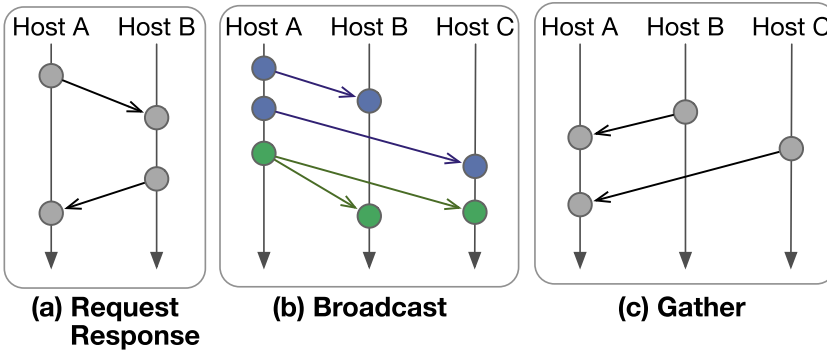 Host A Host B
Host A Host B Host C
Host A Host B Host C
(a) Request
Response
(b) Broadcast
(c) Gather